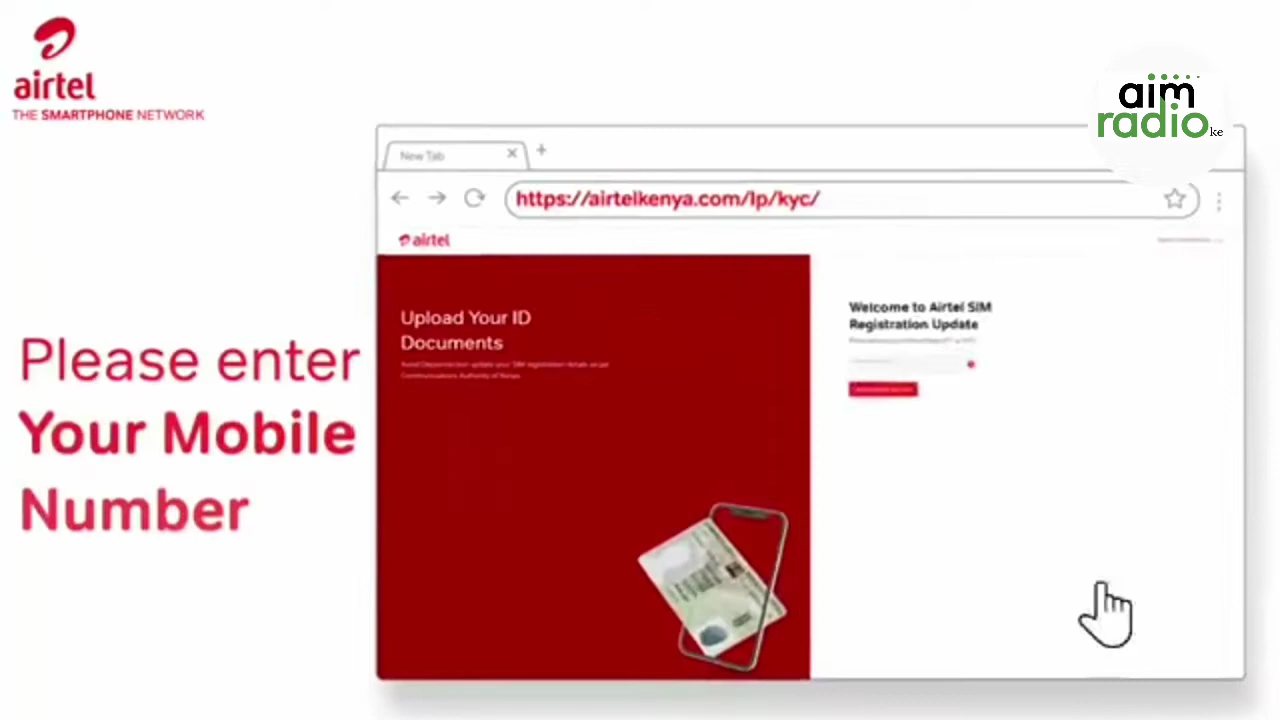 airtel
THE SMARTPHONE NETWORK
aim
radio
ke
New Tab
https://airtelkenya.com/lp/kyc/
airtel
Upload Your ID
Documents
Welcome to Airtel SIM
Registration Update
Please enter
Your Mobile
Number